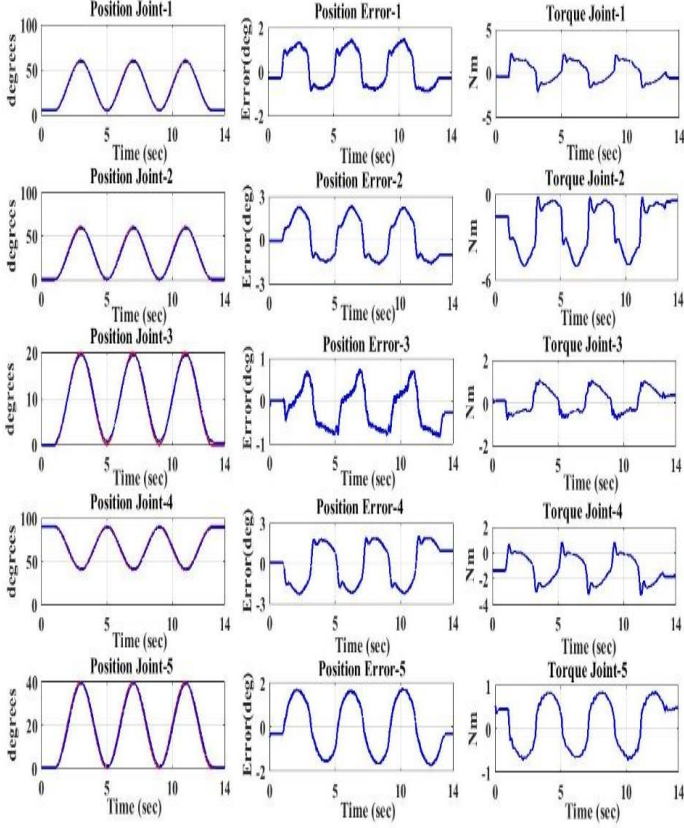 Position Joint-1
degrees
100
50
0
0 5 10 14
Time (sec)
Position Error-1
Error(deg)
2
0
-2
0 5 10 14
Time (sec)
Torque Joint-1
Nm
5
0
-5
0 5 10 14
Time (sec)
Position Joint-2
degrees
100
50
0
0 5 10 14
Time (sec)
Position Error-2
Error(deg)
3
0
-3
0 5 10 14
Time (sec)
Torque Joint-2
Nm
0
-6
0 5 10 14
Time (sec)
Position Joint-3
degrees
20
10
0
0 5 10 14
Time (sec)
Position Error-3
Error(deg)
1
0
-1
0 5 10 14
Time (sec)
Torque Joint-3
Nm
2
0
-2
0 5 10 14
Time (sec)
Position Joint-4
degrees
100
50
0
0 5 10 14
Time (sec)
Position Error-4
Error(deg)
3
0
-3
0 5 10 14
Time (sec)
Torque Joint-4
Nm
2
0
-2
-4
0 5 10 14
Time (sec)
Position Joint-5
degrees
40
20
0
0 5 10 14
Time (sec)
Position Error-5
Error(deg)
2
0
-2
0 5 10 14
Time (sec)
Torque Joint-5
Nm
1
0
-1
0 5 10 14
Time (sec)